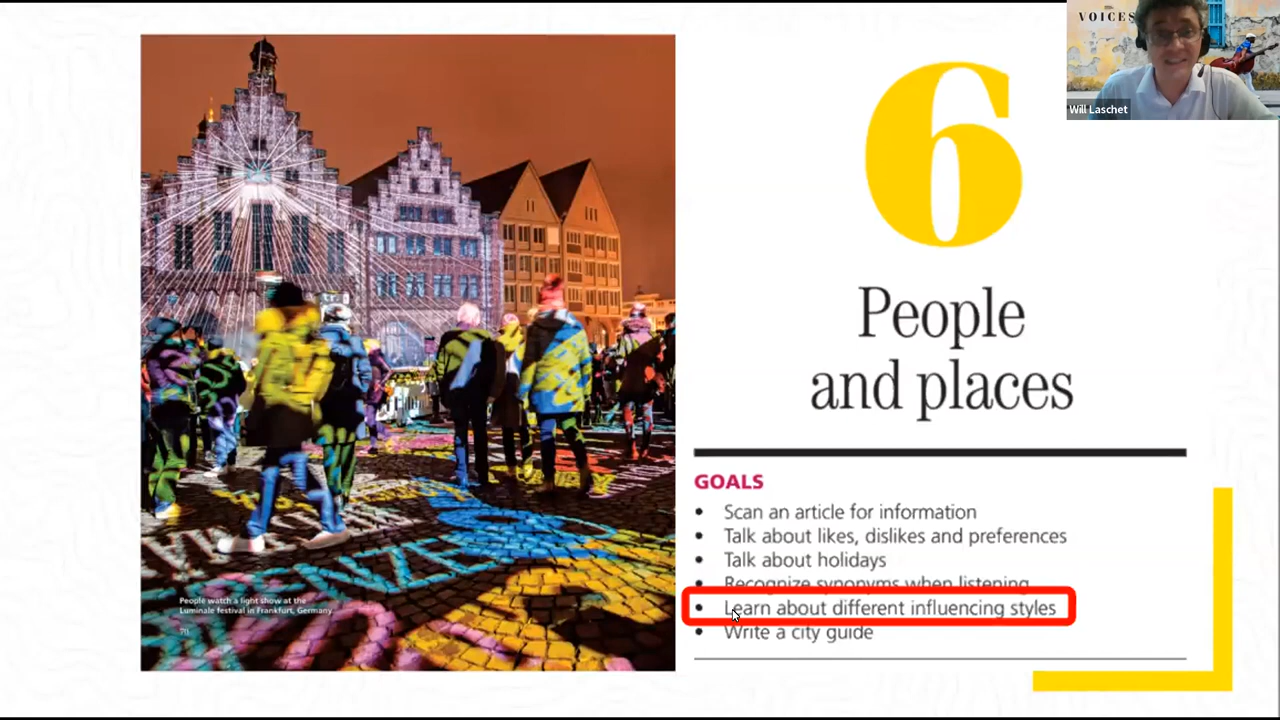 VOICES
Will Laschet
6
People
and places
GOALS
• Scan an article for information
• Talk about likes, dislikes and preferences
• Talk about holidays
• Recognize synonyms when listening
• Learn about different influencing styles
• Write a city guide
People watch a light show at the
Luminale festival in Frankfurt, Germany.
70